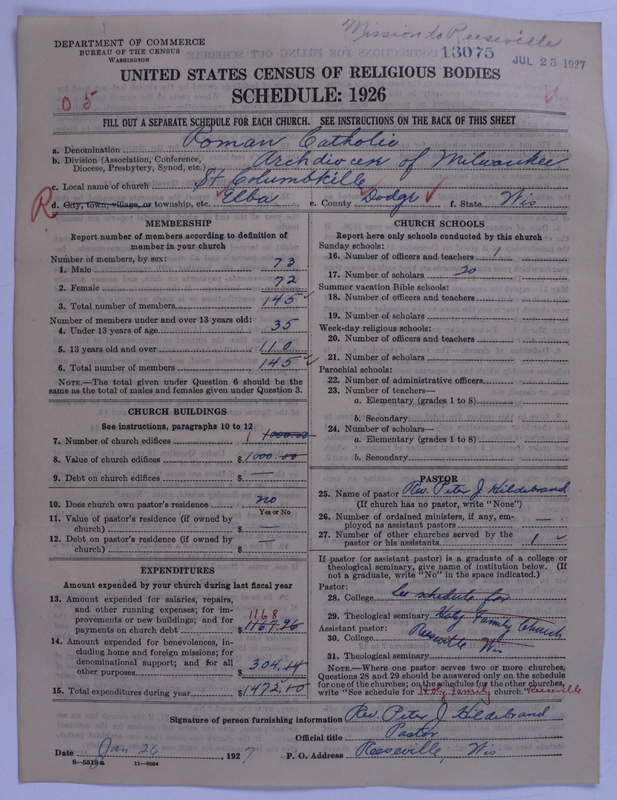 Mission to Reeseville
DEPARTMENT OF COMMERCE
BUREAU OF THE CENSUS
WASHINGTON
13075
JUL 25 1927
UNITED STATES CENSUS OF RELIGIOUS BODIES
SCHEDULE: 1926
05
FILL OUT A SEPARATE SCHEDULE FOR EACH CHURCH. SEE INSTRUCTIONS ON THE BACK OF THIS SHEET
a. Denomination Roman Catholic
b. Division (Association, Conference, Diocese, Presbytery, Synod, etc.) Archdiocese of Milwaukee
c. Local name of church St. Columbkille
R d. City, town, village, or township, etc. Elba e. County Dodge f. State Wis
MEMBERSHIP
Report number of members according to definition of
member in your church
Number of members, by sex:
1. Male 73
2. Female 72
3. Total number of members 145
Number of members under and over 13 years old:
4. Under 13 years of age 35
5. 13 years old and over 110
6. Total number of members 145
NOTE.—The total given under Question 6 should be the
same as the total of males and females given under Question 3.
CHURCH BUILDINGS
See instructions, paragraphs 10 to 12
7. Number of church edifices 1 1000.00
8. Value of church edifices $1000.00
9. Debt on church edifices $ —
10. Does church own pastor's residence no
Yes or No
11. Value of pastor's residence (if owned by
church) $ —
12. Debt on pastor's residence (if owned by
church) $ —
EXPENDITURES
Amount expended by your church during last fiscal year
13. Amount expended for salaries, repairs,
and other running expenses; for im-
provements or new building; and for
payments on church debt $ 1168 1167.96
14. Amount expended for benevolences, in-
cluding home and foreign missions; for
denominational support; and for all
other purposes 304.14
15. Total expenditures during year $1472.10
CHURCH SCHOOLS
Report here only schools conducted by this church
Sunday schools:
16. Number of officers and teachers 1
17. Number of scholars 20
Summer vacation Bible schools:
18. Number of officers and teachers
19. Number of scholars
Week-day religious schools:
20. Number of officers and teachers
21. Number of scholars
Parochial schools:
22. Number of administrative officers
23. Number of teachers—
a. Elementary (grades 1 to 8)
b. Secondary
24. Number of scholars—
a. Elementary (grades 1 to 8)
b. Secondary
PASTOR
25. Name of pastor Rev. Peter J Hildebrand
(If church has no pastor, write "None")
26. Number of ordained ministers, if any, em-
ployed as assistant pastors —
27. Number of other churches served by the
pastor or his assistants 1
If pastor (or assistant pastor) is a graduate of a college or
theological seminary, give name of institution below. (If
not a graduate, write "No" in the space indicated.)
Pastor:
28. College See schedule for
29. Theological seminary Holy Family Church
Assistant pastor:
30. College Reeseville Wis
31. Theological seminary
NOTE.—Where one pastor serves two or more churches,
Questions 28 and 29 should be answered only on the schedule
for one of the churches; on the schedules for the other churches,
write "See schedule for Holy Family church. Reeseville
Signature of person furnishing information Rev. Peter J Hildebrand
Official title Pastor
Date Jan 26, 1927 P. O. Address Reeseville, Wis
8—5518a 11—9664